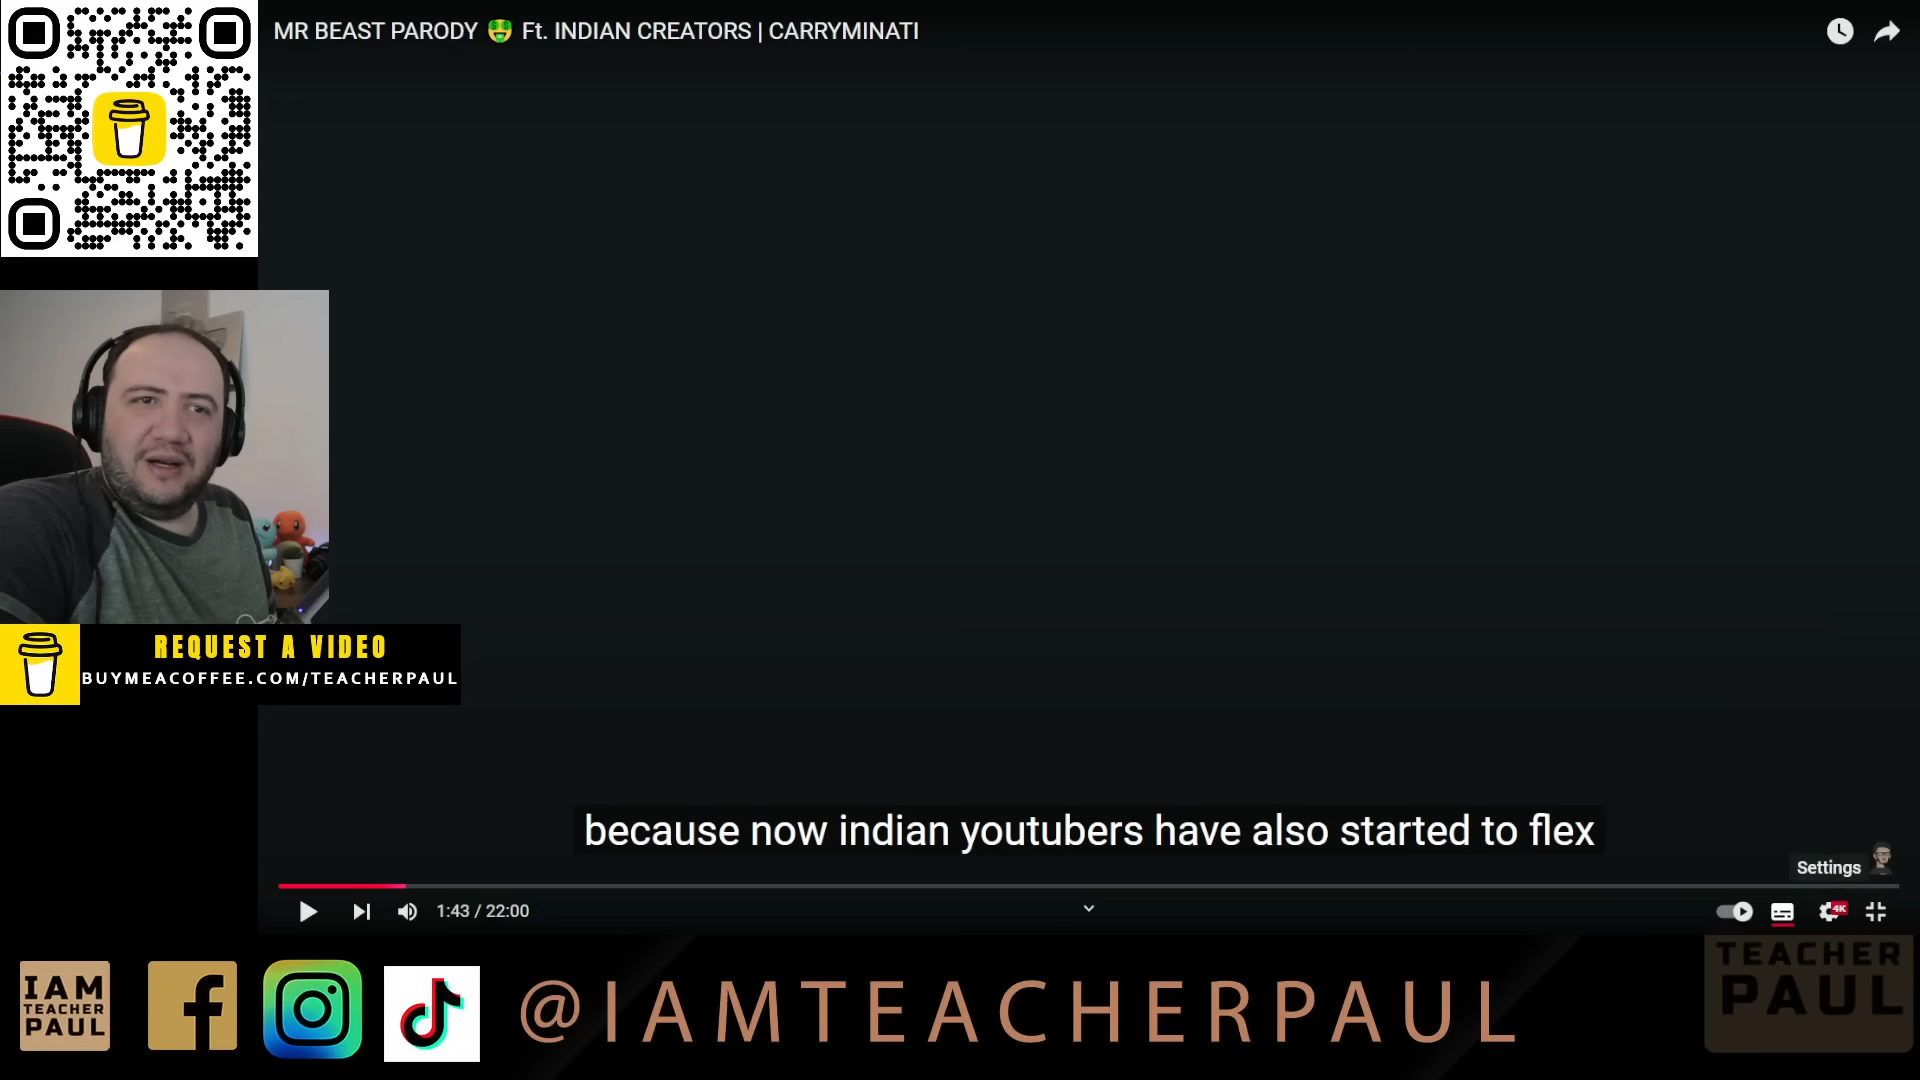 MR BEAST PARODY 🤑 Ft. INDIAN CREATORS | CARRYMINATI
REQUEST A VIDEO
BUYMEACOFFEE.COM/TEACHERPAUL
because now indian youtubers have also started to flex
Settings
1:43 / 22:00
4K
IAM
TEACHER
PAUL
@IAMTEACHERPAUL
TEACHER
PAUL